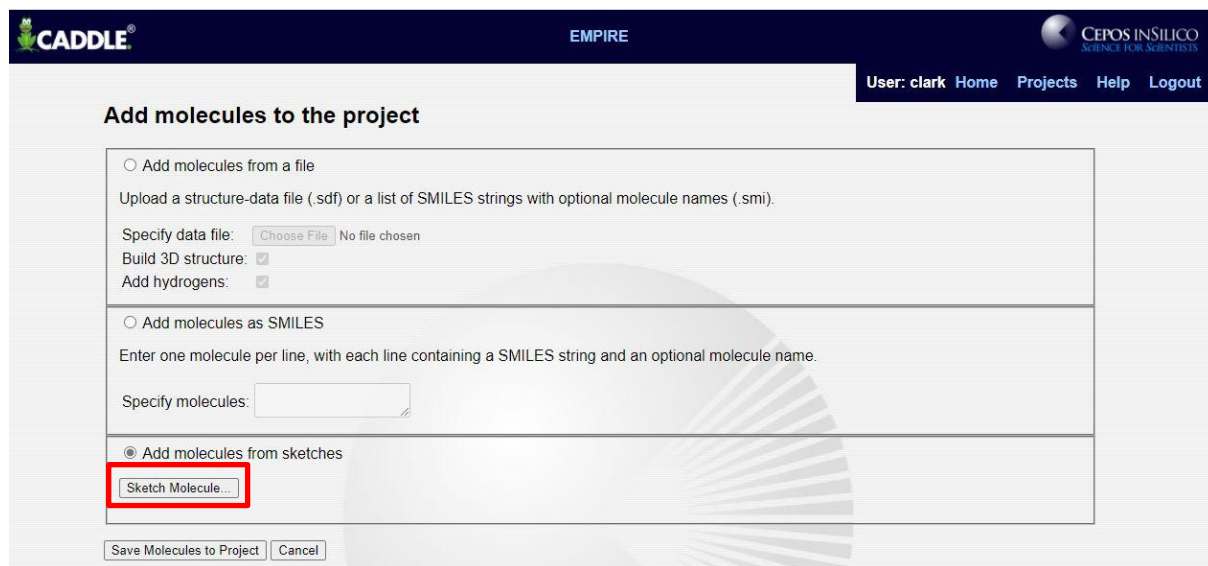 CADDLE®
EMPIRE
CEPOS INSILICO
SCIENCE FOR SCIENTISTS
User: clark Home Projects Help Logout
Add molecules to the project
Add molecules from a file
Upload a structure-data file (.sdf) or a list of SMILES strings with optional molecule names (.smi).
Specify data file: Choose File No file chosen
Build 3D structure:
Add hydrogens:
Add molecules as SMILES
Enter one molecule per line, with each line containing a SMILES string and an optional molecule name.
Specify molecules:
Add molecules from sketches
Sketch Molecule...
Save Molecules to Project Cancel